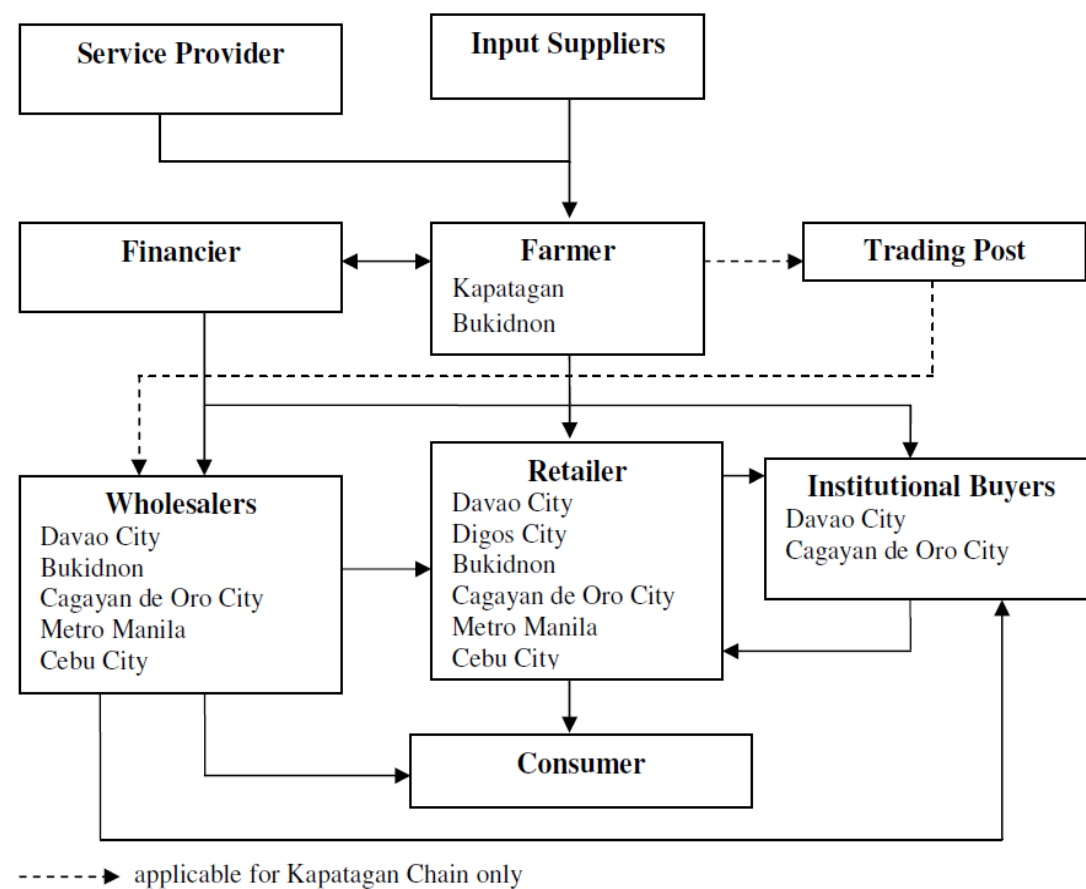 Service Provider
Input Suppliers
Financier
Farmer
Kapatagan
Bukidnon
Trading Post
Wholesalers
Davao City
Bukidnon
Cagayan de Oro City
Metro Manila
Cebu City
Retailer
Davao City
Digos City
Bukidnon
Cagayan de Oro City
Metro Manila
Cebu City
Institutional Buyers
Davao City
Cagayan de Oro City
Consumer
applicable for Kapatagan Chain only